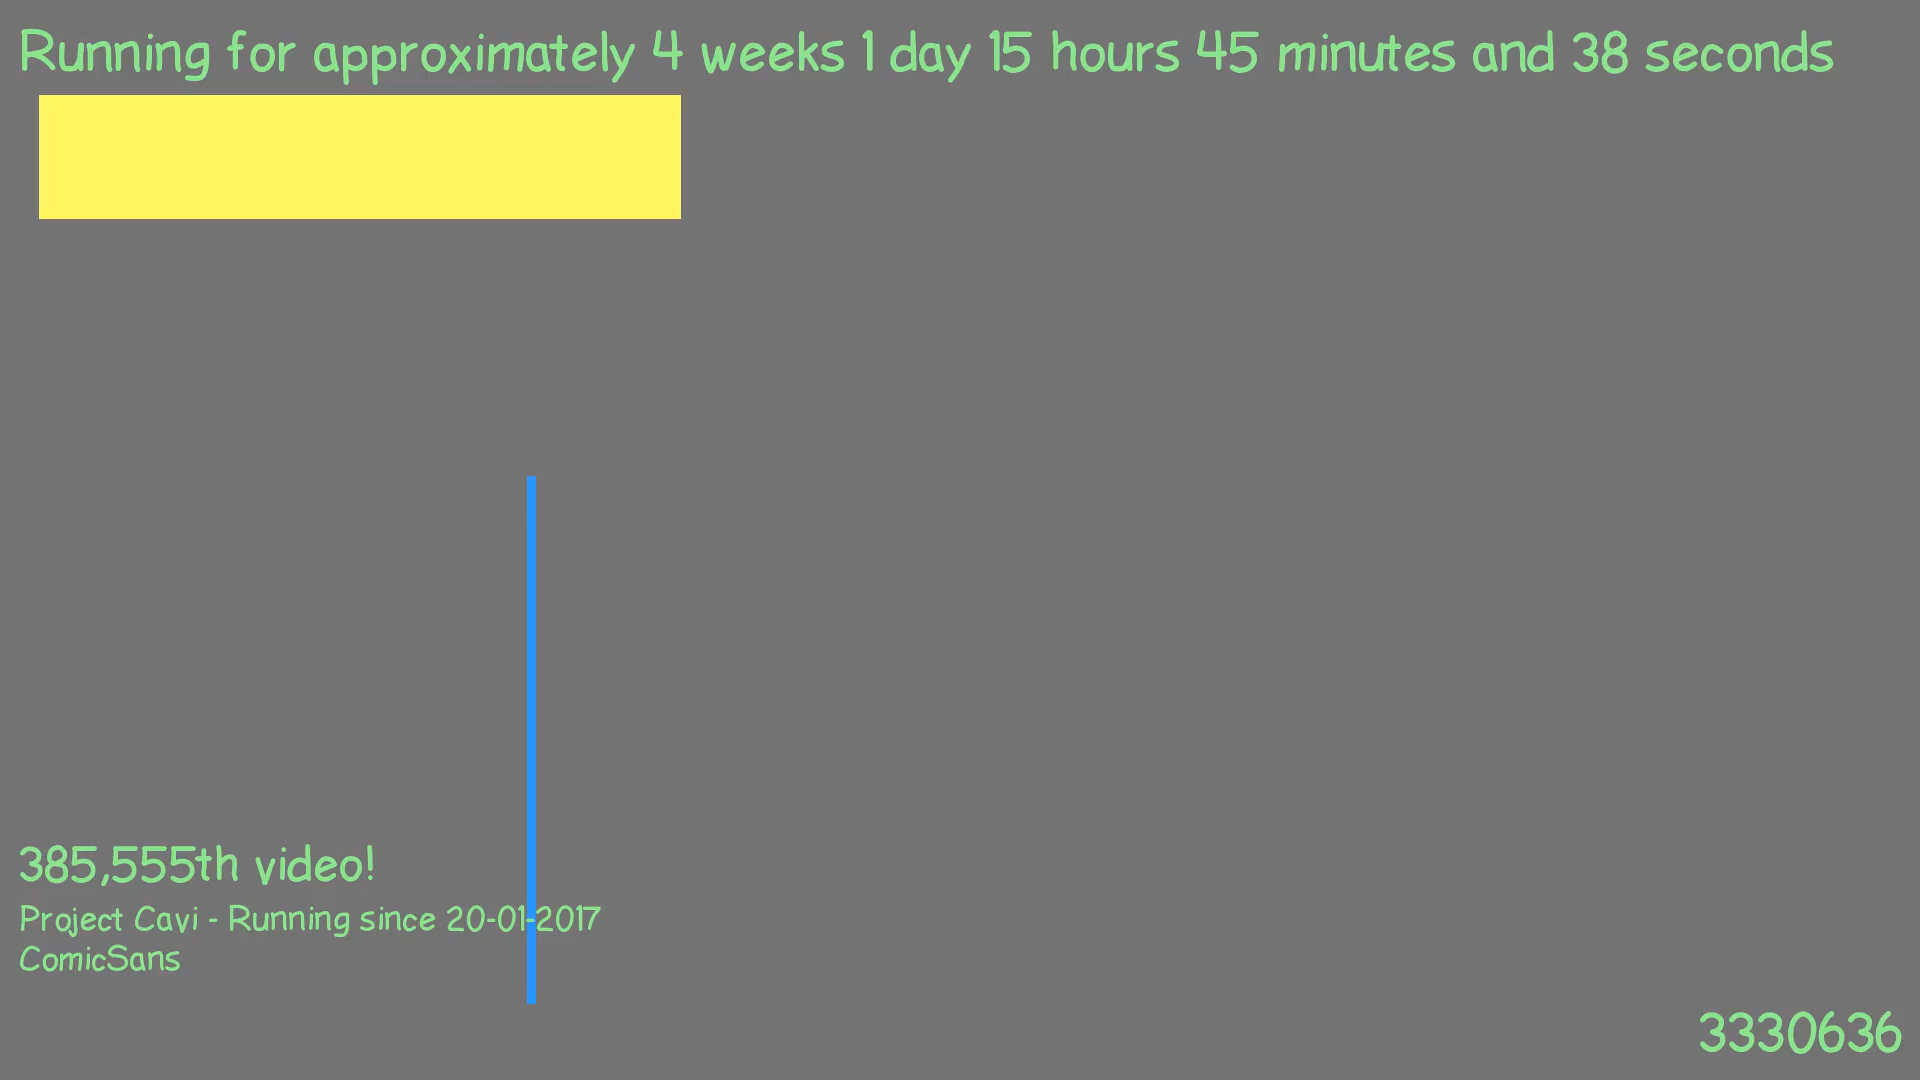 Running for approximately 4 weeks 1 day 15 hours 45 minutes and 38 seconds
385,555th video!
Project Cavi - Running since 20-01-2017
ComicSans
3330636